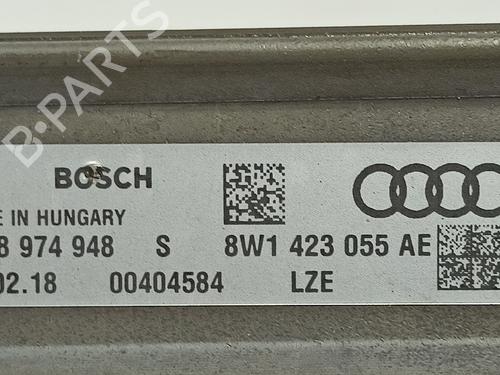 B-PARTS
BOSCH
E IN HUNGARY
8 974 948 S 8W1 423 055 AE
02.18 00404584 LZE